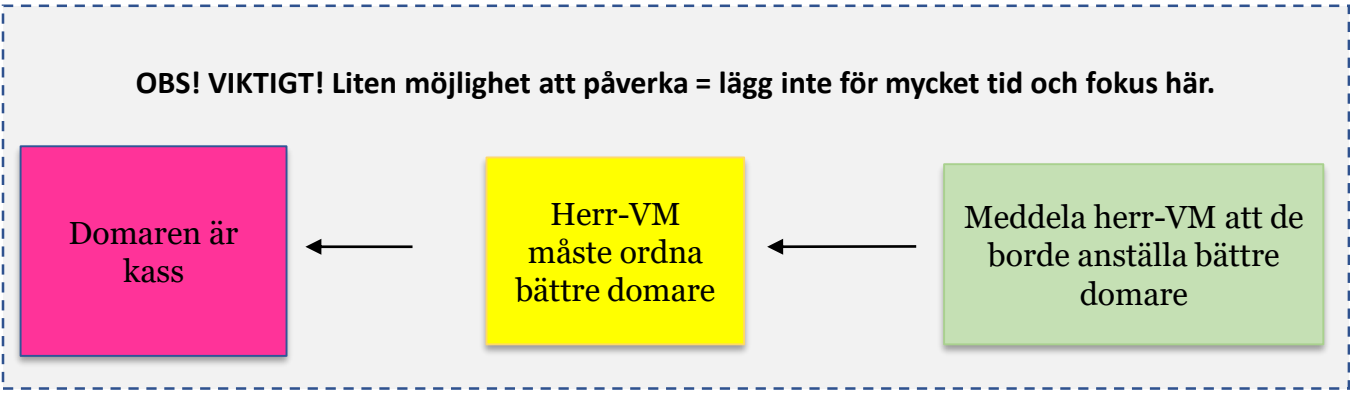 OBS! VIKTIGT! Liten möjlighet att påverka = lägg inte för mycket tid och fokus här.
Domaren är
kass
Herr-VM
måste ordna
bättre domare
Meddela herr-VM att de
borde anställa bättre
domare